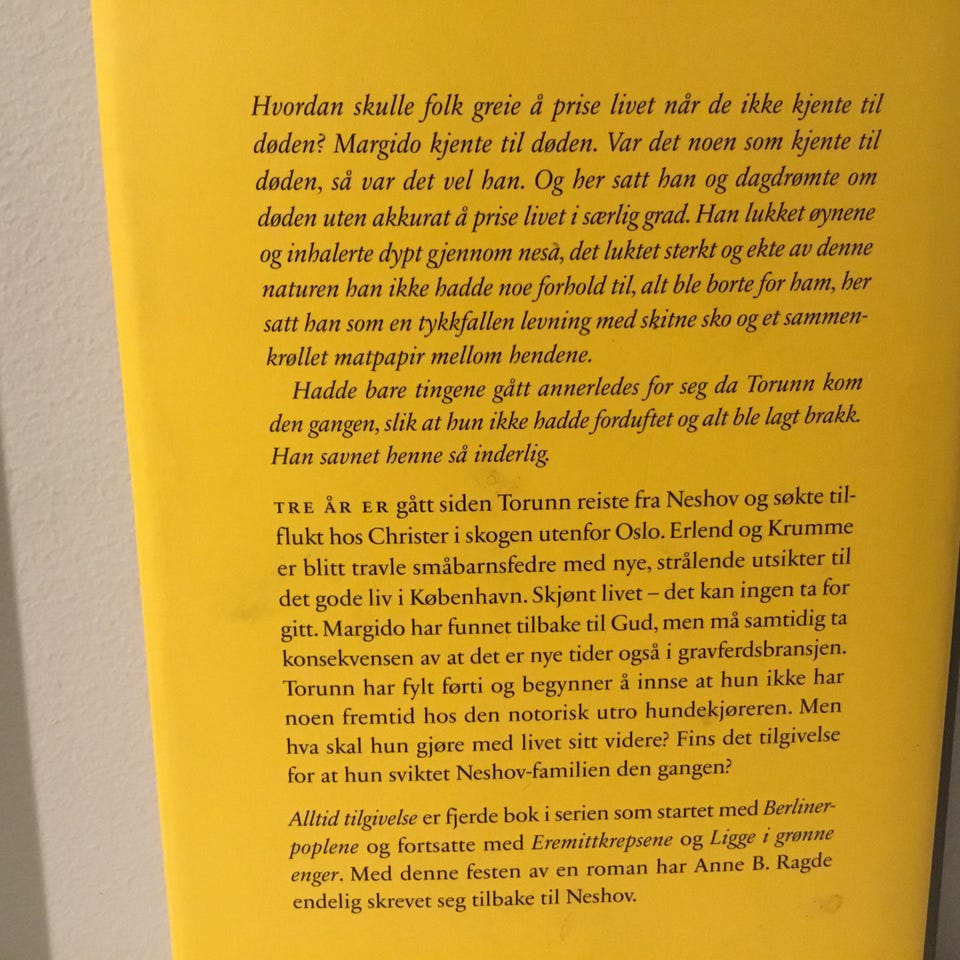 Hvordan skulle folk greie å prise livet når de ikke kjente til
døden? Margido kjente til døden. Var det noen som kjente til
døden, så var det vel han. Og her satt han og dagdrømte om
døden uten akkurat å prise livet i særlig grad. Han lukket øynene
og inhalerte dypt gjennom nesa, det luktet sterkt og ekte av denne
naturen han ikke hadde noe forhold til, alt ble borte for ham, her
satt han som en tykkfallen levning med skitne sko og et sammen-
krøllet matpapir mellom hendene.
Hadde bare tingene gått annerledes for seg da Torunn kom
den gangen, slik at hun ikke hadde forduftet og alt ble lagt brakk.
Han savnet henne så inderlig.
TRE ÅR ER gått siden Torunn reiste fra Neshov og søkte til-
flukt hos Christer i skogen utenfor Oslo. Erlend og Krumme
er blitt travle småbarnsfedre med nye, strålende utsikter til
det gode liv i København. Skjønt livet – det kan ingen ta for
gitt. Margido har funnet tilbake til Gud, men må samtidig ta
konsekvensen av at det er nye tider også i gravferdsbransjen.
Torunn har fylt førti og begynner å innse at hun ikke har
noen fremtid hos den notorisk utro hundekjøreren. Men
hva skal hun gjøre med livet sitt videre? Fins det tilgivelse
for at hun sviktet Neshov-familien den gangen?
Alltid tilgivelse er fjerde bok i serien som startet med Berliner-
poplene og fortsatte med Eremittkrepsene og Ligge i grønne
enger. Med denne festen av en roman har Anne B. Ragde
endelig skrevet seg tilbake til Neshov.